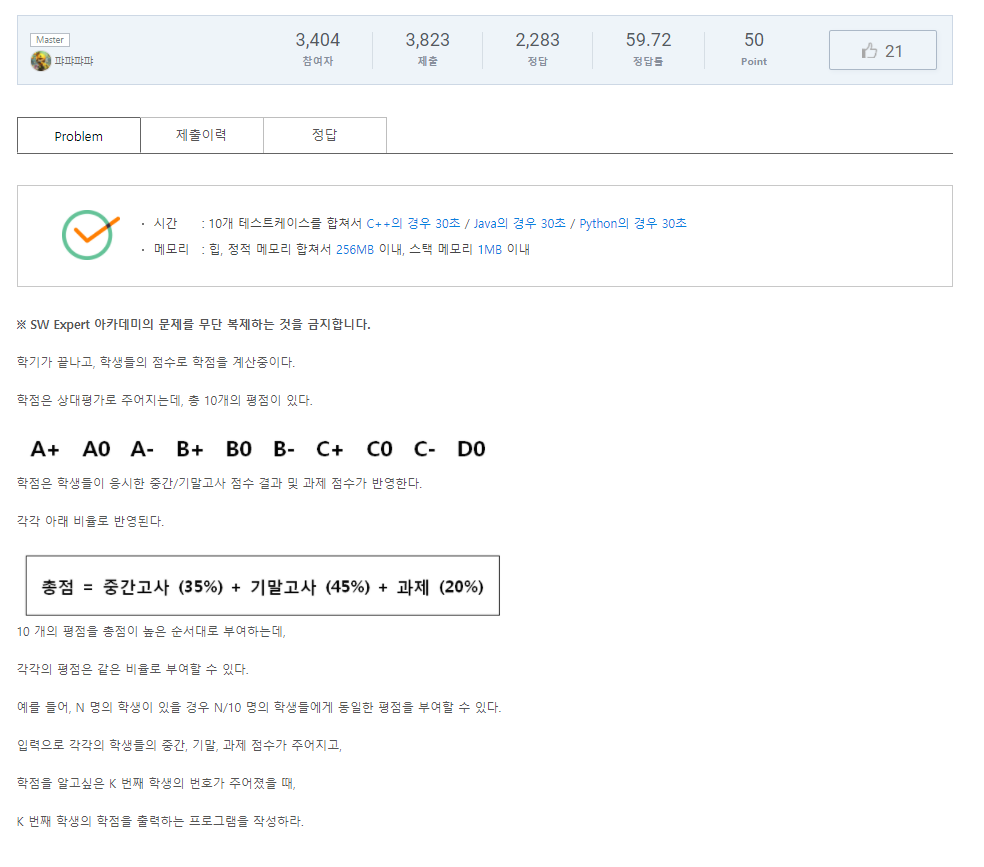 Master
파파파파
3,404 3,823 2,283 59.72 50 21
참여자 제출 정답 정답률 Point
Problem 제출이력 정답
· 시간 : 10개 테스트케이스를 합쳐서 C++의 경우 30초 / Java의 경우 30초 / Python의 경우 30초
· 메모리 : 힙, 정적 메모리 합쳐서 256MB 이내, 스택 메모리 1MB 이내
※ SW Expert 아카데미의 문제를 무단 복제하는 것을 금지합니다.
학기가 끝나고, 학생들의 점수로 학점을 계산중이다.
학점은 상대평가로 주어지는데, 총 10개의 평점이 있다.
A+ A0 A- B+ B0 B- C+ C0 C- D0
학점은 학생들이 응시한 중간/기말고사 점수 결과 및 과제 점수가 반영한다.
각각 아래 비율로 반영된다.
총점 = 중간고사 (35%) + 기말고사 (45%) + 과제 (20%)
10 개의 평점을 총점이 높은 순서대로 부여하는데,
각각의 평점은 같은 비율로 부여할 수 있다.
예를 들어, N 명의 학생이 있을 경우 N/10 명의 학생들에게 동일한 평점을 부여할 수 있다.
입력으로 각각의 학생들의 중간, 기말, 과제 점수가 주어지고,
학점을 알고싶은 K 번째 학생의 번호가 주어졌을 때,
K 번째 학생의 학점을 출력하는 프로그램을 작성하라.